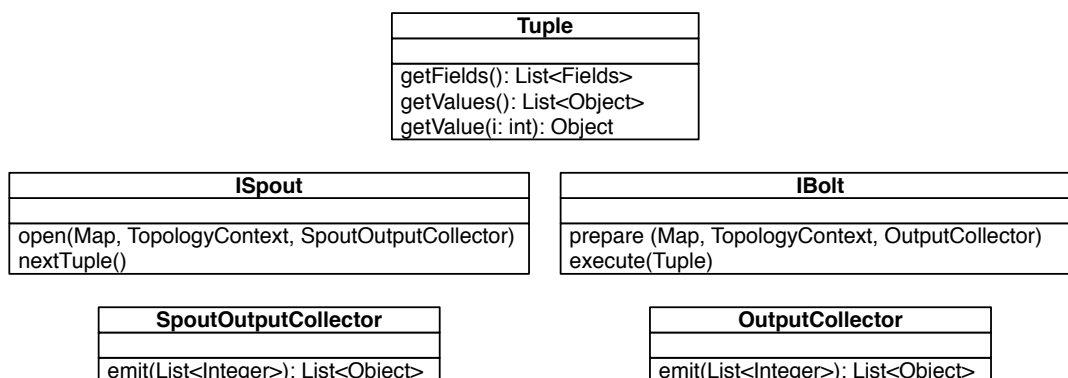 Tuple
getFields(): List<Fields>
getValues(): List<Object>
getValue(i: int): Object
ISpout
open(Map, TopologyContext, SpoutOutputCollector)
nextTuple()
IBolt
prepare (Map, TopologyContext, OutputCollector)
execute(Tuple)
SpoutOutputCollector
emit(List<Integer>): List<Object>
OutputCollector
emit(List<Integer>): List<Object>